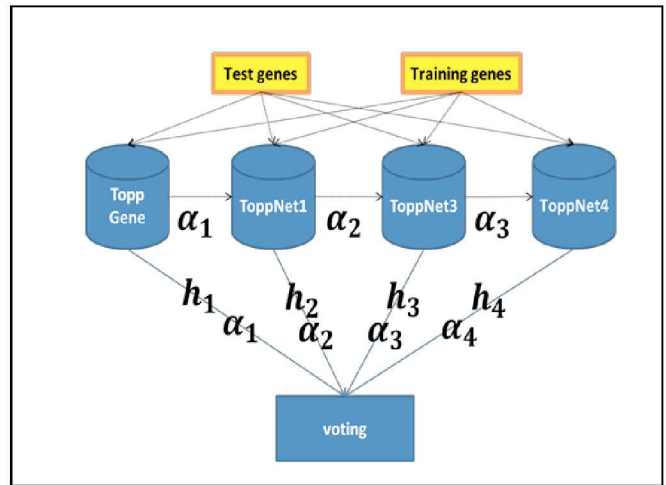 Test genes
Training genes
Topp
Gene
ToppNet1
ToppNet3
ToppNet4
α₁
α₂
α₃
h₁
h₂
h₃
h₄
α₁
α₂
α₃
α₄
voting